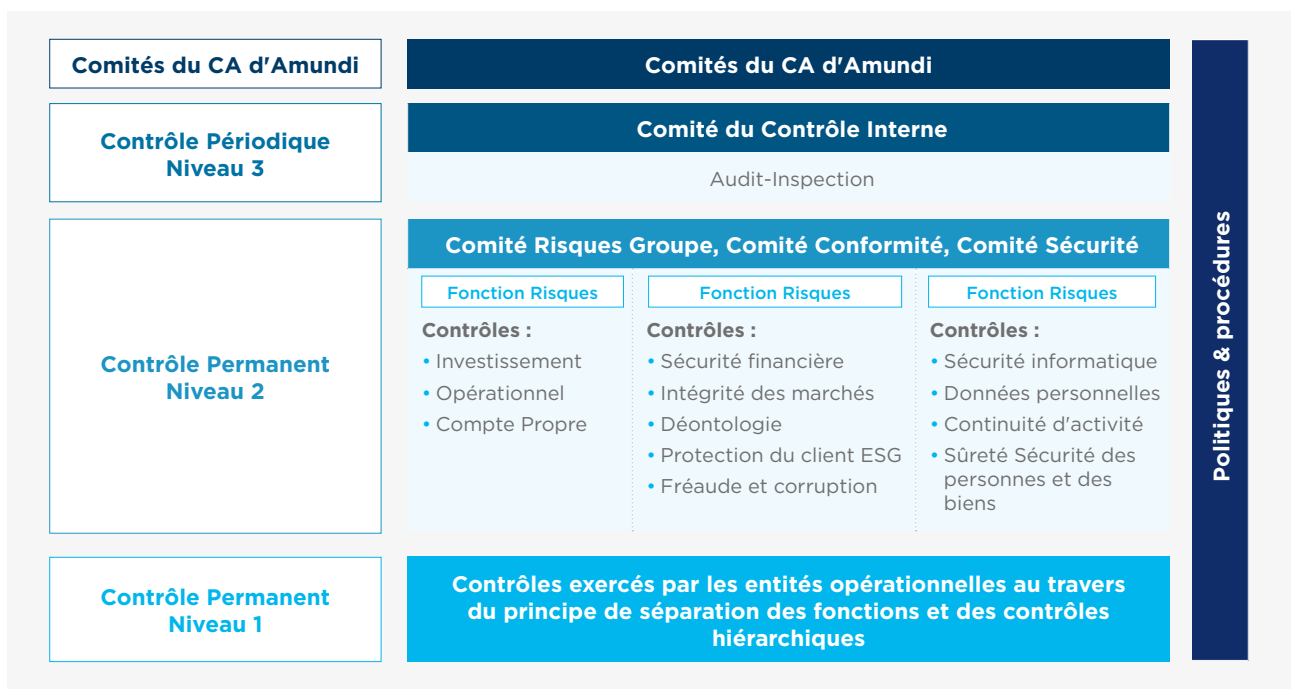 Comités du CA d'Amundi
Comités du CA d'Amundi
Contrôle Périodique
Niveau 3
Comité du Contrôle Interne
Audit-Inspection
Contrôle Permanent
Niveau 2
Comité Risques Groupe, Comité Conformité, Comité Sécurité
Fonction Risques
Contrôles :
• Investissement
• Opérationnel
• Compte Propre
Fonction Risques
Contrôles :
• Sécurité financière
• Intégrité des marchés
• Déontologie
• Protection du client ESG
• Fréaude et corruption
Fonction Risques
Contrôles :
• Sécurité informatique
• Données personnelles
• Continuité d'activité
• Sûreté Sécurité des
personnes et des
biens
Contrôle Permanent
Niveau 1
Contrôles exercés par les entités opérationnelles au travers
du principe de séparation des fonctions et des contrôles
hiérarchiques
Politiques & procédures